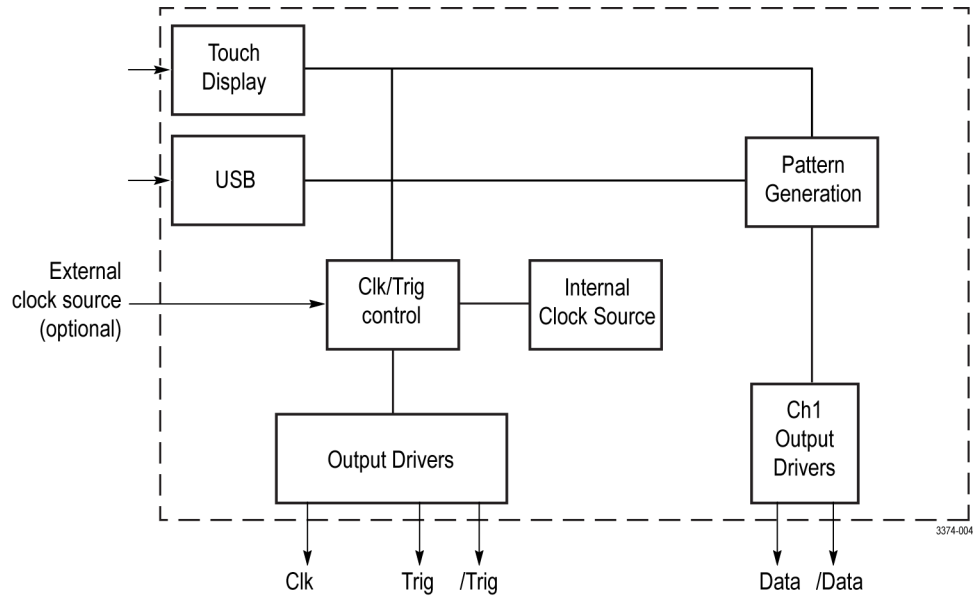 Touch
Display
USB
Pattern
Generation
External
clock source
(optional)
Clk/Trig
control
Internal
Clock Source
Output Drivers
Ch1
Output
Drivers
3374-004
Clk
Trig
/Trig
Data
/Data